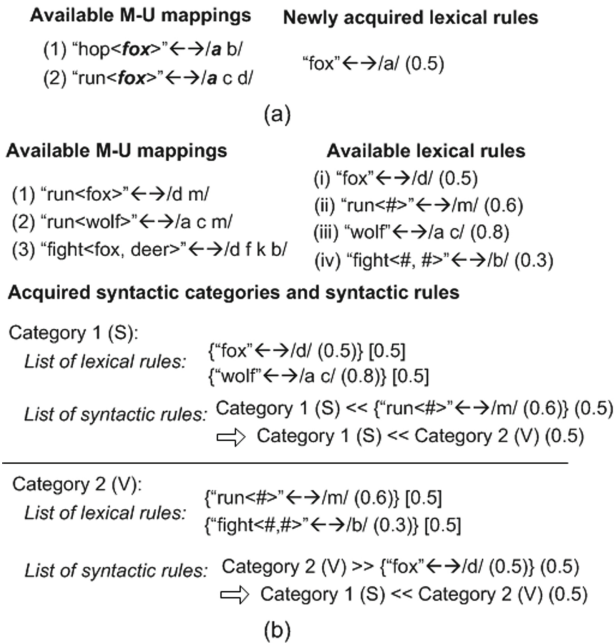 Available M-U mappings
Newly acquired lexical rules
(1) “hop<fox>”←→/a b/
(2) “run<fox>”←→/a c d/
“fox”←→/a/ (0.5)
(a)
Available M-U mappings
Available lexical rules
(1) “run<fox>”←→/d m/
(2) “run<wolf>”←→/a c m/
(3) “fight<fox, deer>”←→/d f k b/
(i) “fox”←→/d/ (0.5)
(ii) “run<#>”←→/m/ (0.6)
(iii) “wolf”←→/a c/ (0.8)
(iv) “fight<#, #>”←→/b/ (0.3)
Acquired syntactic categories and syntactic rules
Category 1 (S):
List of lexical rules: {“fox”←→/d/ (0.5)} [0.5]
{“wolf”←→/a c/ (0.8)} [0.5]
List of syntactic rules: Category 1 (S) << {“run<#>”←→/m/ (0.6)} (0.5)
⇨ Category 1 (S) << Category 2 (V) (0.5)
Category 2 (V):
List of lexical rules: {“run<#>”←→/m/ (0.6)} [0.5]
{“fight<#,#>”←→/b/ (0.3)} [0.5]
List of syntactic rules: Category 2 (V) >> {“fox”←→/d/ (0.5)} (0.5)
⇨ Category 1 (S) << Category 2 (V) (0.5)
(b)